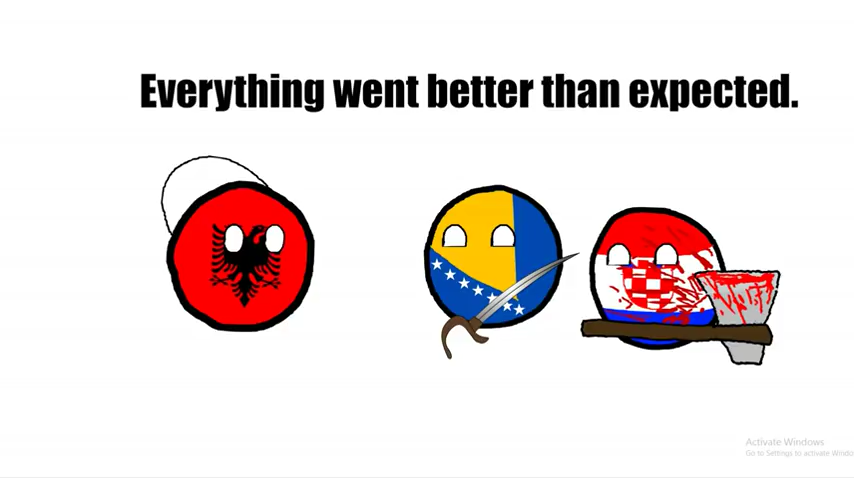 Everything went better than expected.
Activate Windows
Go to Settings to activate Windo